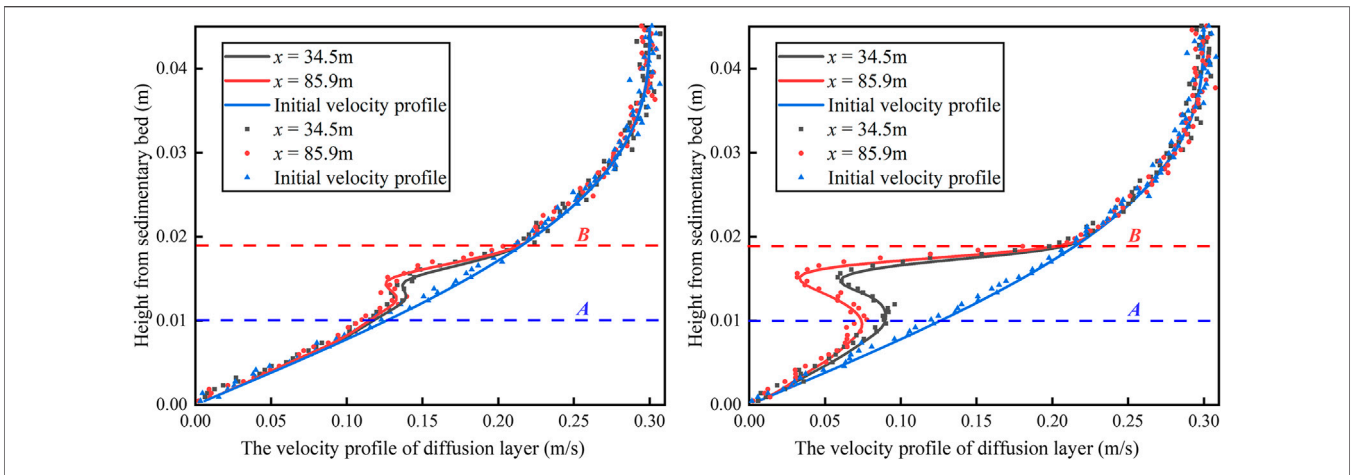 Height from sedimentary bed (m)
0.04
0.03
0.02
0.01
0.00
x = 34.5m
x = 85.9m
Initial velocity profile
x = 34.5m
x = 85.9m
Initial velocity profile
B
A
0.00 0.05 0.10 0.15 0.20 0.25 0.30
The velocity profile of diffusion layer (m/s)
Height from sedimentary bed (m)
0.04
0.03
0.02
0.01
0.00
x = 34.5m
x = 85.9m
Initial velocity profile
x = 34.5m
x = 85.9m
Initial velocity profile
B
A
0.00 0.05 0.10 0.15 0.20 0.25 0.30
The velocity profile of diffusion layer (m/s)